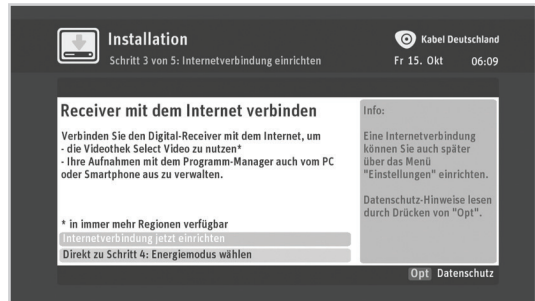 Installation
Schritt 3 von 5: Internetverbindung einrichten
Kabel Deutschland
Fr 15. Okt 06:09
Receiver mit dem Internet verbinden
Verbinden Sie den Digital-Receiver mit dem Internet, um
- die Videothek Select Video zu nutzen*
- Ihre Aufnahmen mit dem Programm-Manager auch vom PC
oder Smartphone aus zu verwalten.
* in immer mehr Regionen verfügbar
Internetverbindung jetzt einrichten
Direkt zu Schritt 4: Energiemodus wählen
Info:
Eine Internetverbindung
können Sie auch später
über das Menü
"Einstellungen" einrichten.
Datenschutz-Hinweise lesen
durch Drücken von "Opt".
Opt Datenschutz